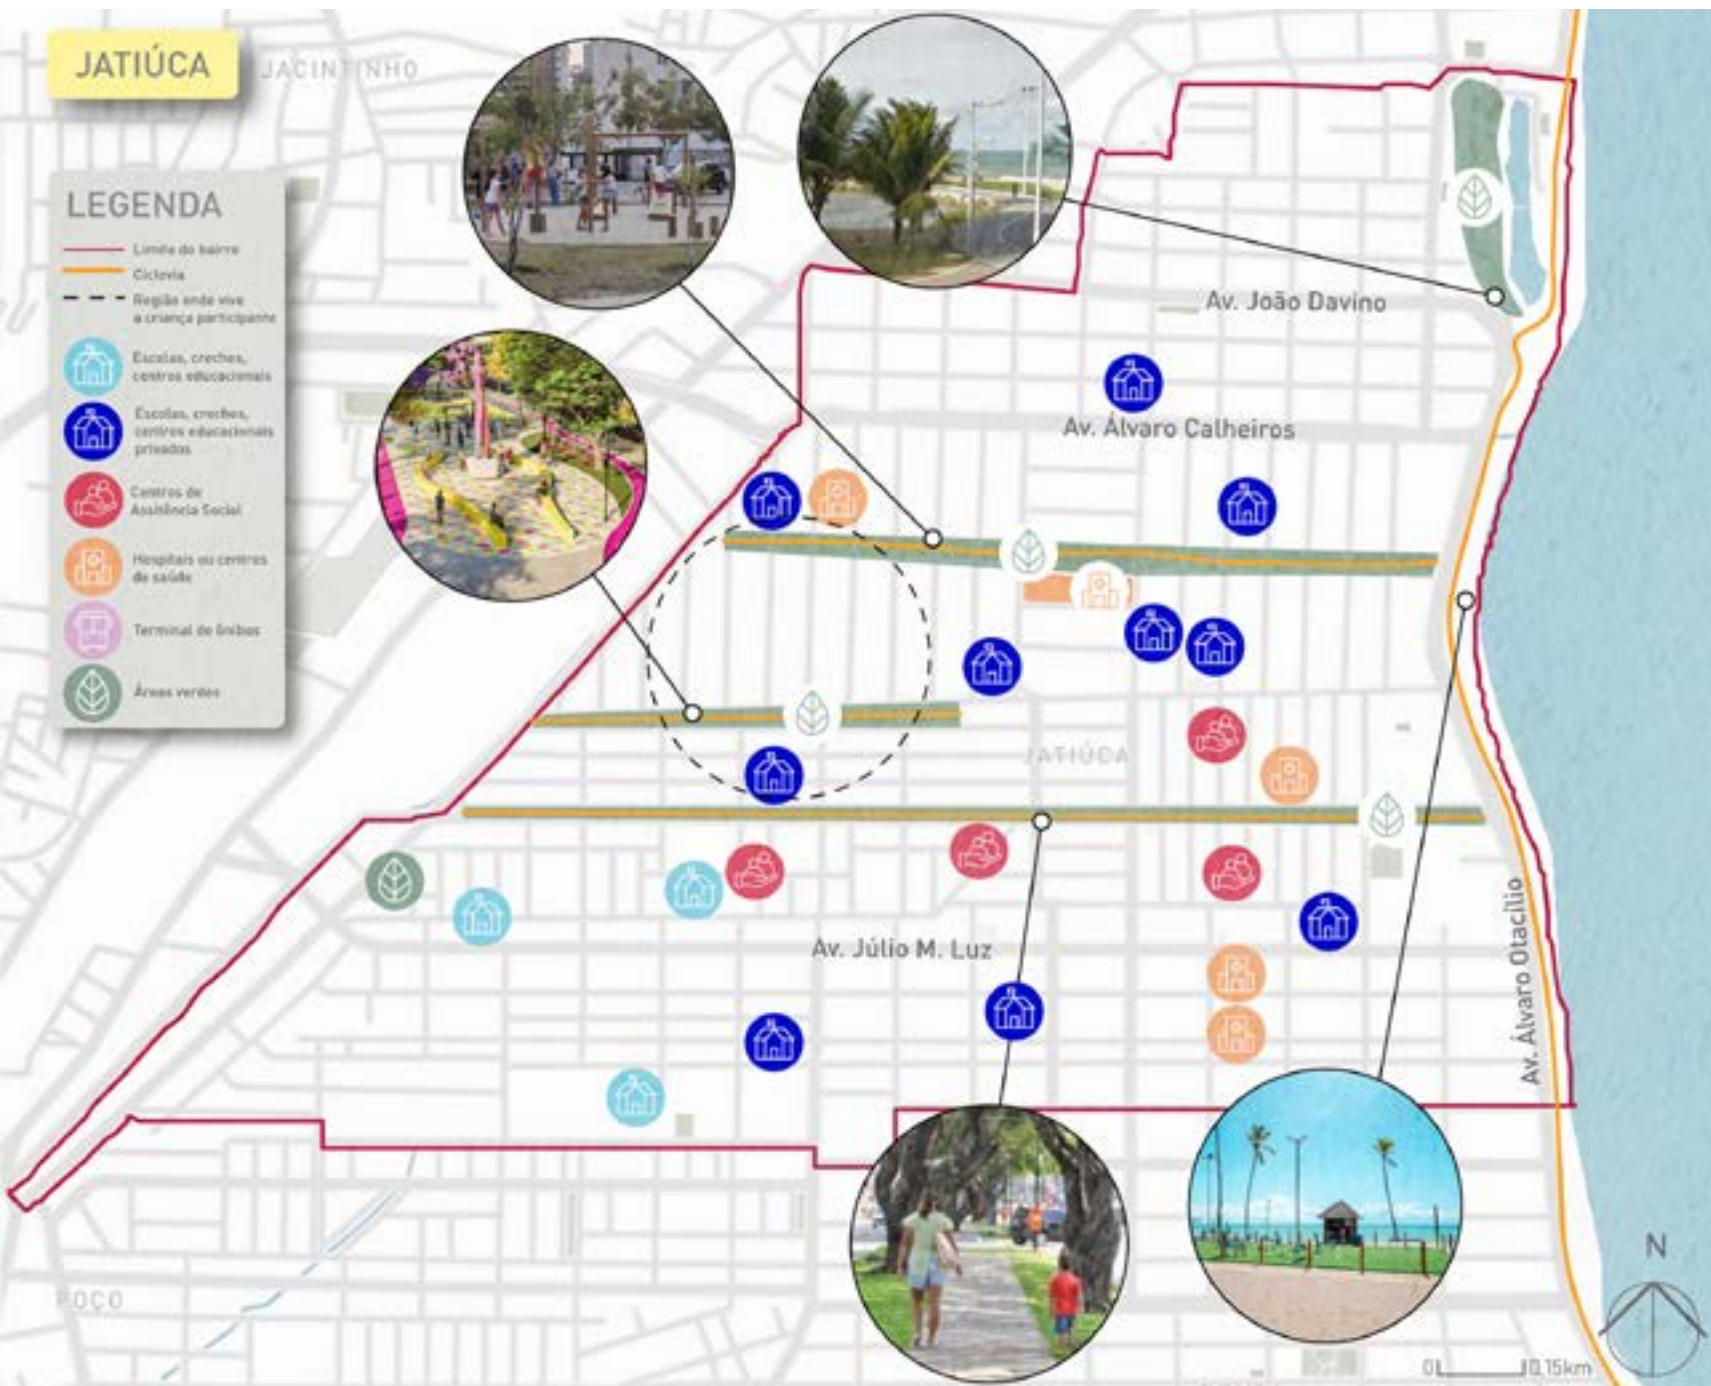 JATIÚCA
JACINTINHO
LEGENDA
Limite do bairro
Ciclovia
Região onde vive
a criança participante
Escolas, creches,
centros educacionais
Escolas, creches,
centros educacionais
privados
Centros de
Assistência Social
Hospitais ou centros
de saúde
Terminal de ônibus
Áreas verdes
Av. João Davino
Av. Álvaro Calheiros
JATIÚCA
Av. Júlio M. Luz
Av. Álvaro Otacílio
POÇO
N
0
0,15km